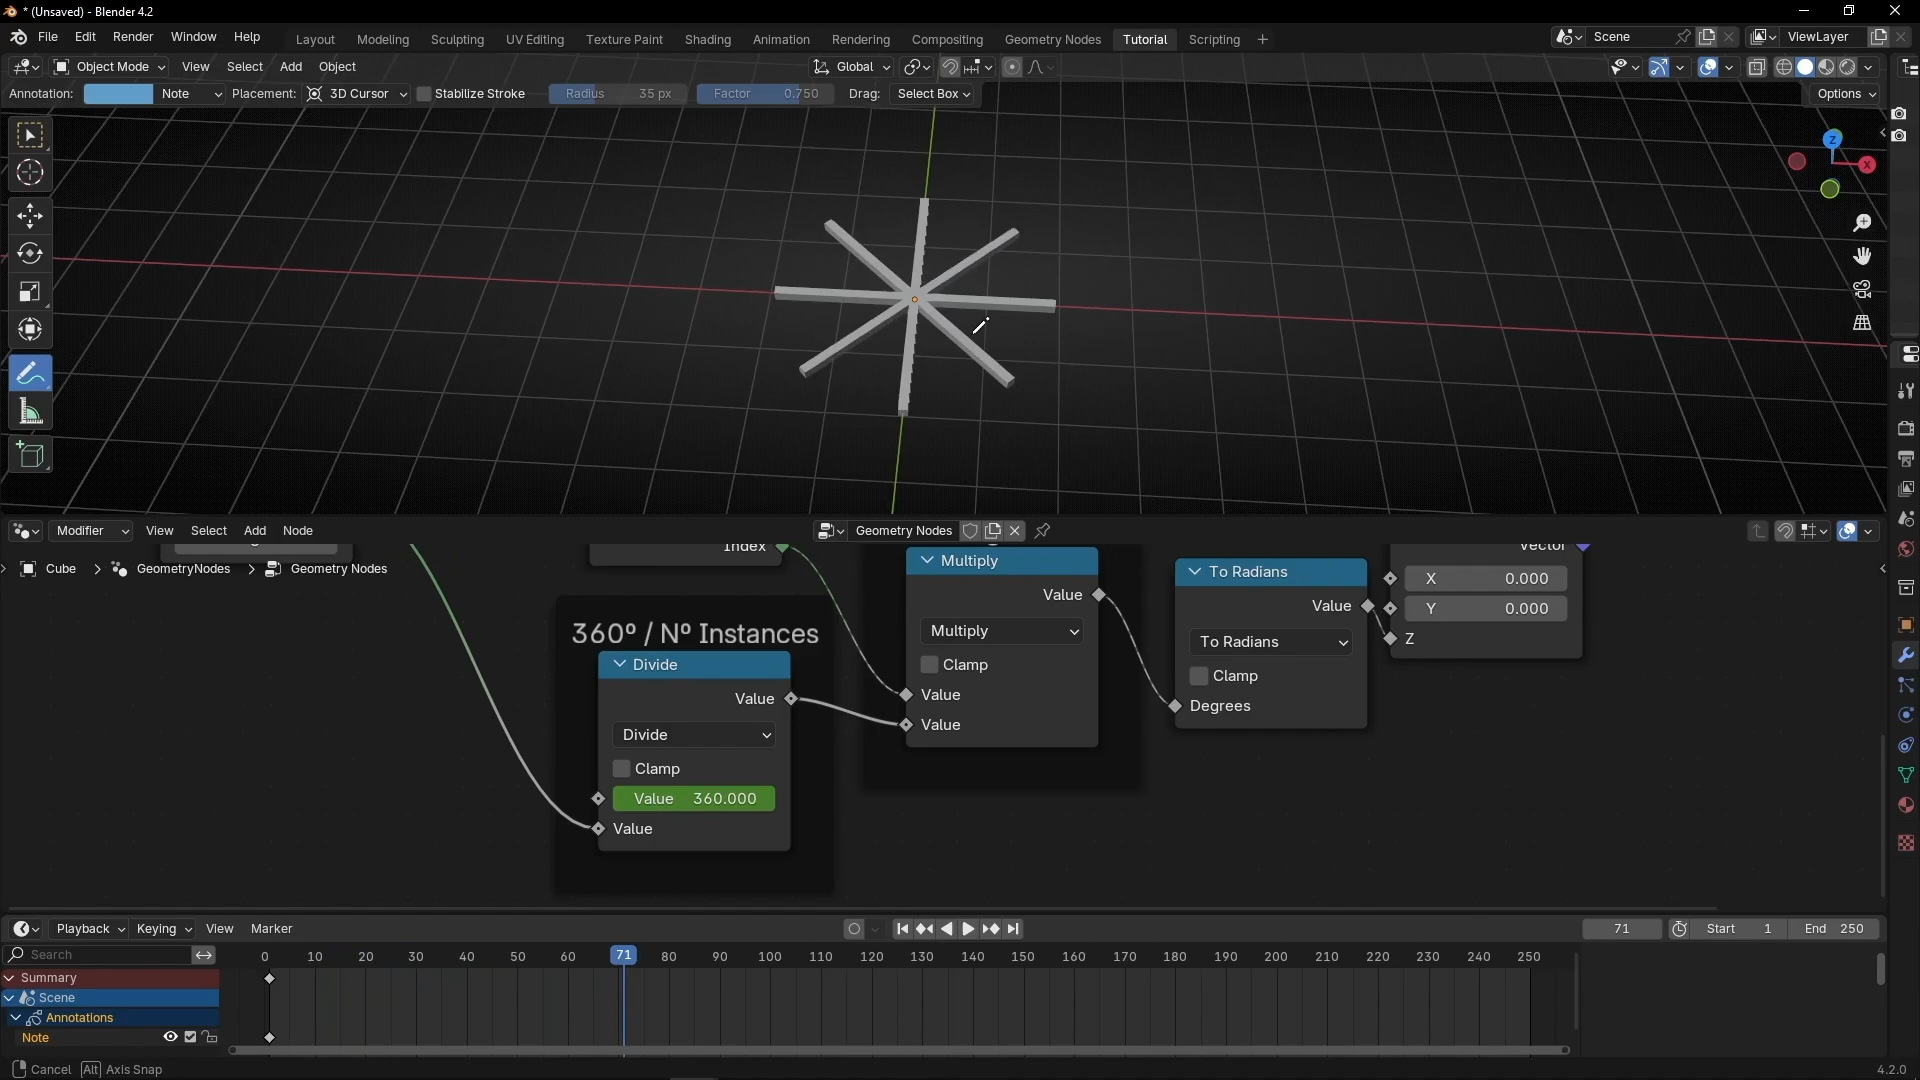 * (Unsaved) - Blender 4.2
File Edit Render Window Help Layout Modeling Sculpting UV Editing Texture Paint Shading Animation Rendering Compositing Geometry Nodes Tutorial Scripting + Scene ViewLayer
Object Mode View Select Add Object Global
Annotation: Note Placement: 3D Cursor Stabilize Stroke Radius 35 px Factor 0.750 Drag: Select Box Options
Z
X
Modifier View Select Add Node Geometry Nodes
Cube > GeometryNodes > Geometry Nodes
Index
Vector
Multiply
Value
Multiply
Clamp
Value
Value
To Radians
Value
To Radians
Clamp
Degrees
X 0.000
Y 0.000
Z
360º / Nº Instances
Divide
Value
Divide
Clamp
Value 360.000
Value
Playback Keying View Marker 71 Start 1 End 250
Search 0 10 20 30 40 50 60 71 80 90 100 110 120 130 140 150 160 170 180 190 200 210 220 230 240 250
Summary
Scene
Annotations
Note
Cancel Alt Axis Snap 4.2.0